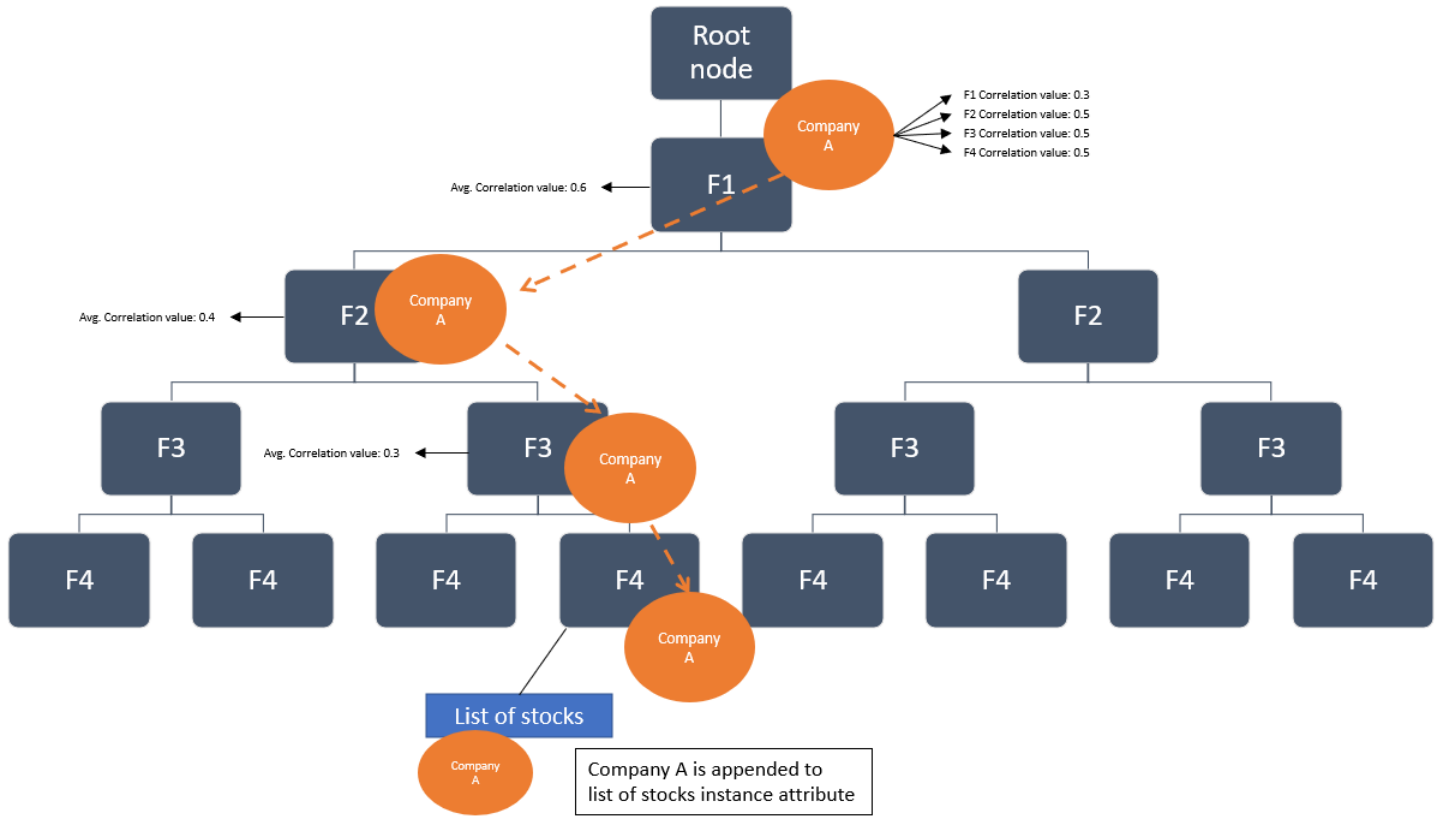 Root
node
Company
A
F1 Correlation value: 0.3
F2 Correlation value: 0.5
F3 Correlation value: 0.5
F4 Correlation value: 0.5
Avg. Correlation value: 0.6
F1
Avg. Correlation value: 0.4
F2
Company
A
F2
F3
Avg. Correlation value: 0.3
F3
Company
A
F3
F3
F4
F4
F4
F4
F4
F4
F4
F4
Company
A
List of stocks
Company
A
Company A is appended to
list of stocks instance attribute